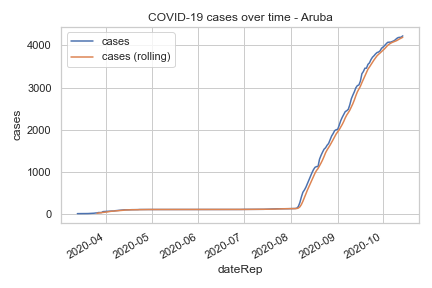 COVID-19 cases over time - Aruba
cases
cases (rolling)
4000
3000
2000
1000
0
cases
2020-04
2020-05
2020-06
2020-07
2020-08
2020-09
2020-10
dateRep